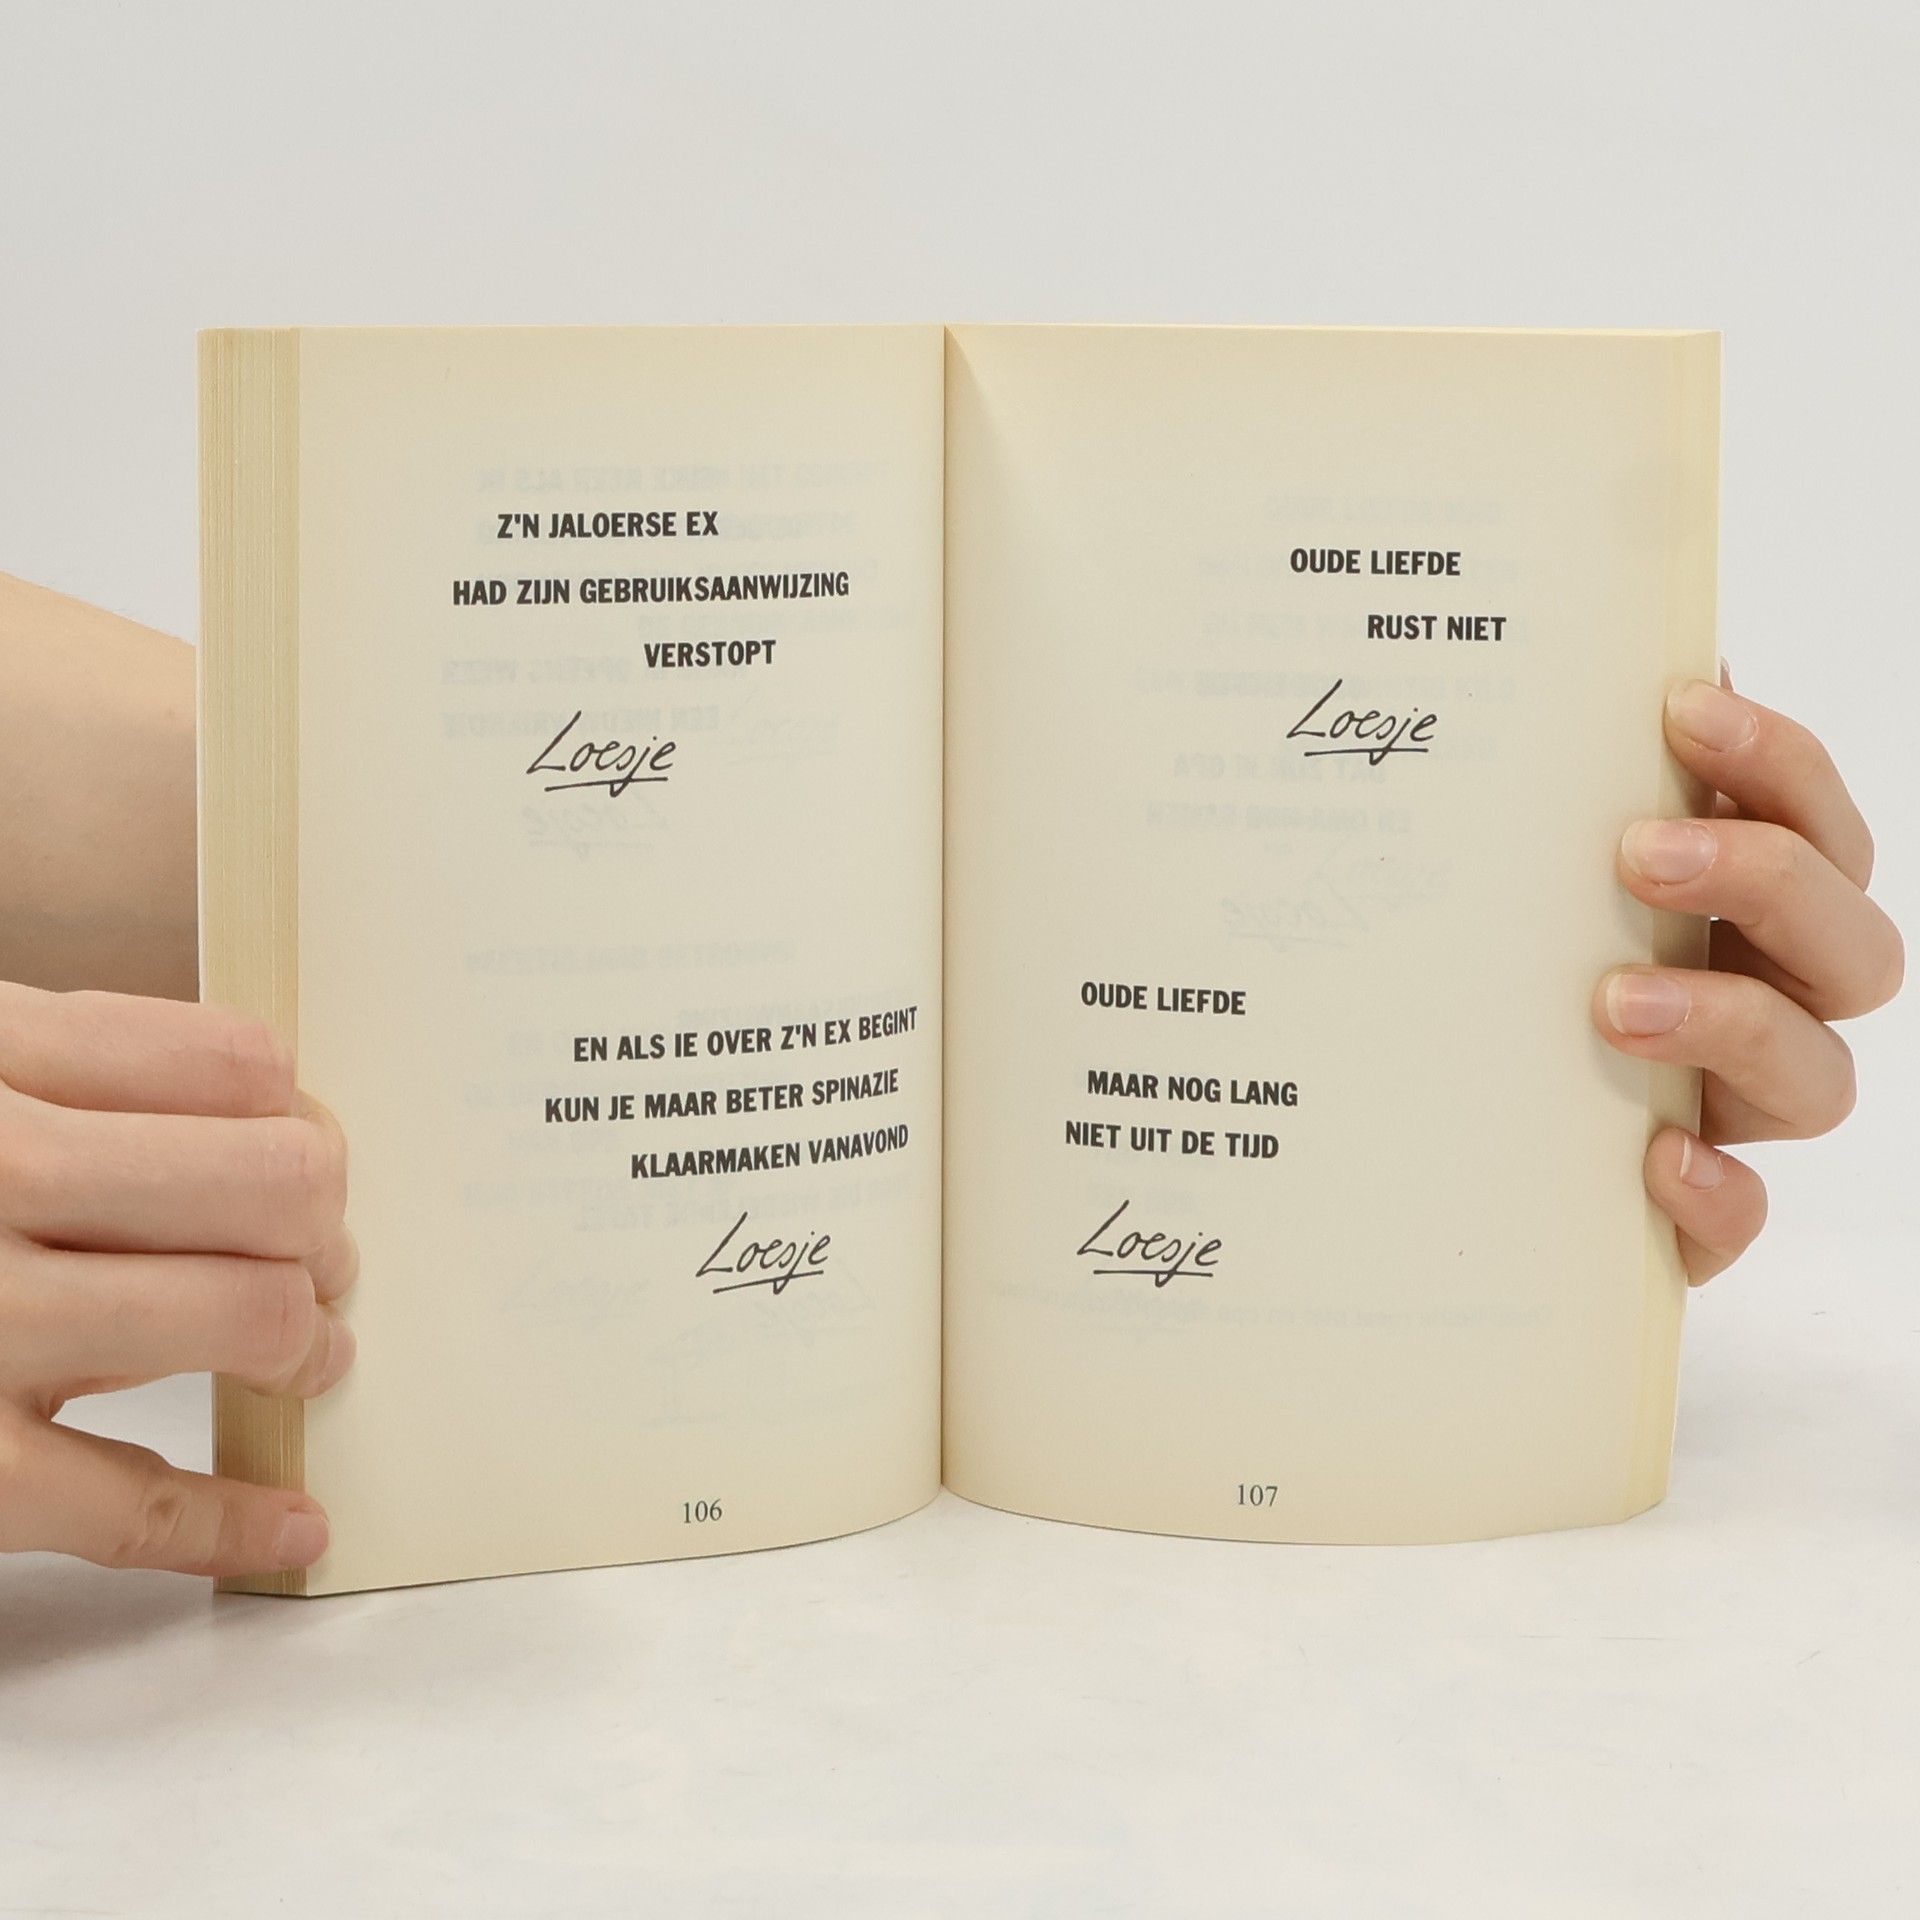 Z'N JALOERSE EX
HAD ZIJN GEBRUIKSAANWIJZING
VERSTOPT
Loesje
EN ALS IE OVER Z'N EX BEGINT
KUN JE MAAR BETER SPINAZIE
KLAARMAKEN VANAVOND
Loesje
106
OUDE LIEFDE
RUST NIET
Loesje
OUDE LIEFDE
MAAR NOG LANG
NIET UIT DE TIJD
Loesje
107